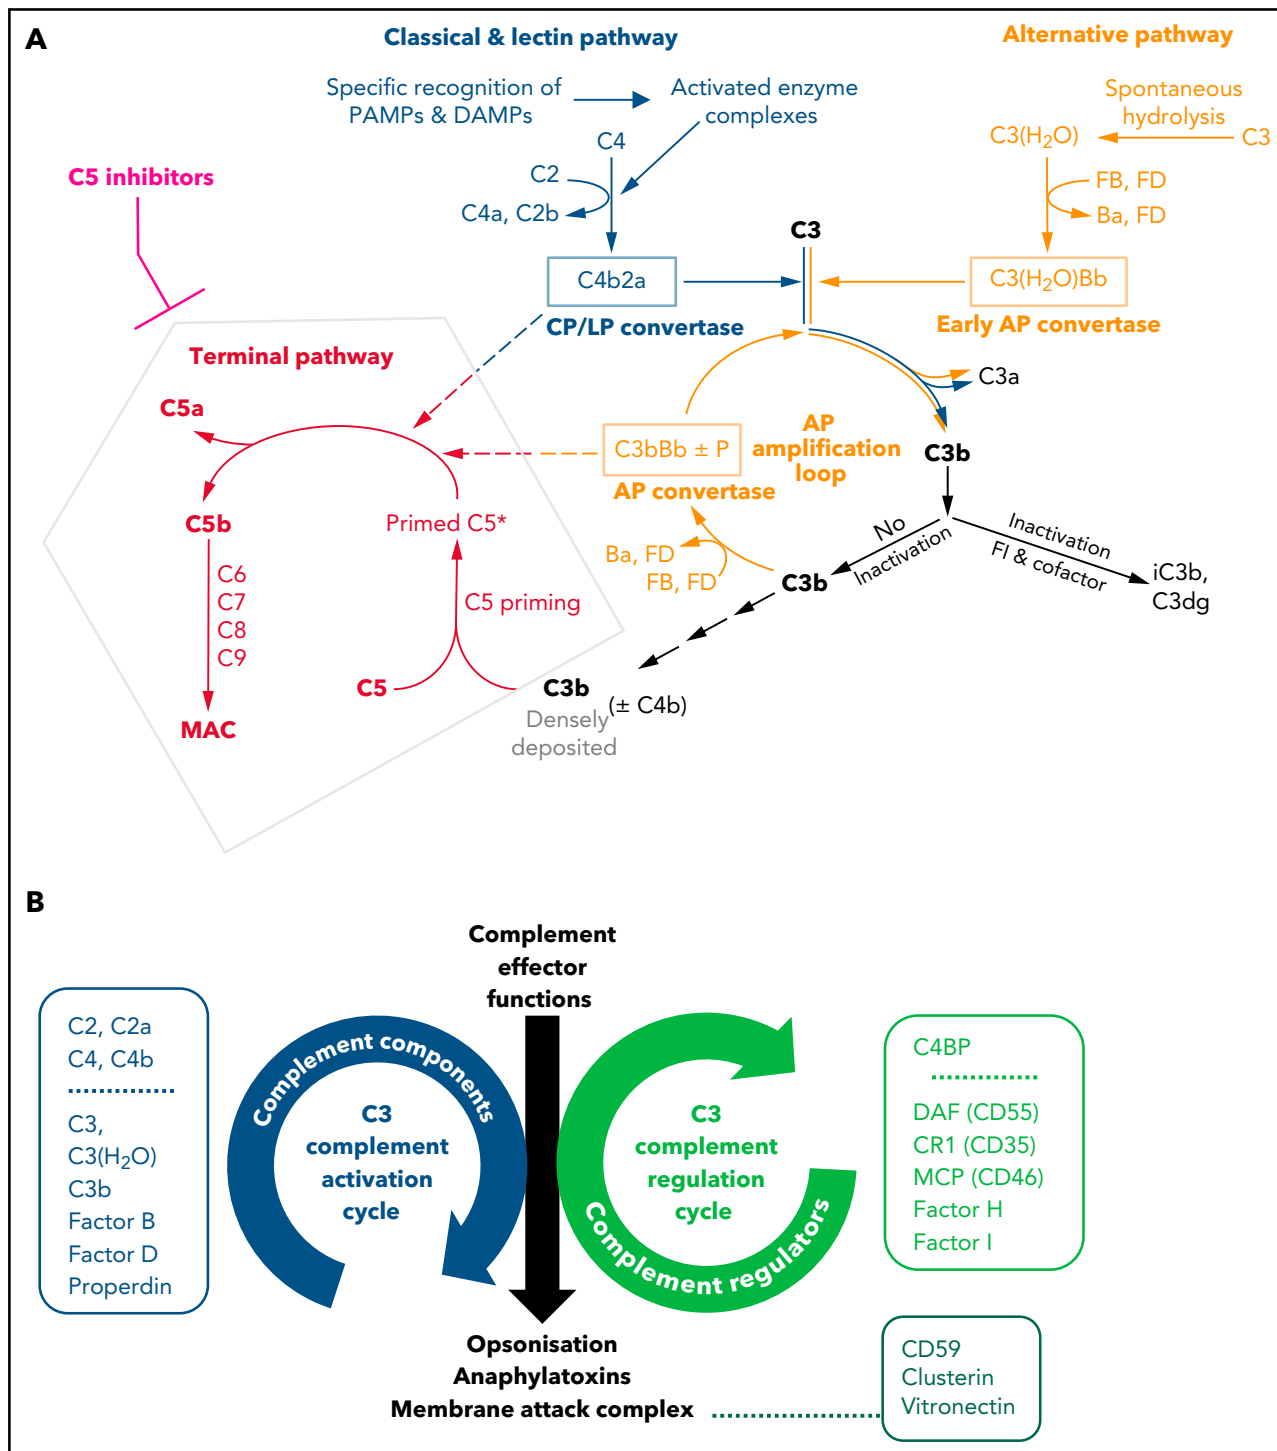 A
Classical & lectin pathway
Alternative pathway
Specific recognition of
PAMPs & DAMPs
Activated enzyme
complexes
Spontaneous
hydrolysis
C3(H₂O)
C3
C4
C2
C4a, C2b
FB, FD
Ba, FD
C5 inhibitors
C3
C4b2a
CP/LP convertase
C3(H₂O)Bb
Early AP convertase
Terminal pathway
C3a
C5a
C3bBb ± P
AP convertase
AP
amplification
loop
C3b
C5b
Primed C5*
No
Inactivation
Inactivation
FI & cofactor
Ba, FD
FB, FD
C3b
iC3b,
C3dg
C6
C7
C8
C9
C5 priming
C5
C3b
(± C4b)
Densely
deposited
MAC
B
Complement
effector
functions
C2, C2a
C4, C4b
C3,
C3(H₂O)
C3b
Factor B
Factor D
Properdin
Complement components
C3
complement
activation
cycle
C3
complement
regulation
cycle
Complement regulators
C4BP
DAF (CD55)
CR1 (CD35)
MCP (CD46)
Factor H
Factor I
Opsonisation
Anaphylatoxins
Membrane attack complex
CD59
Clusterin
Vitronectin